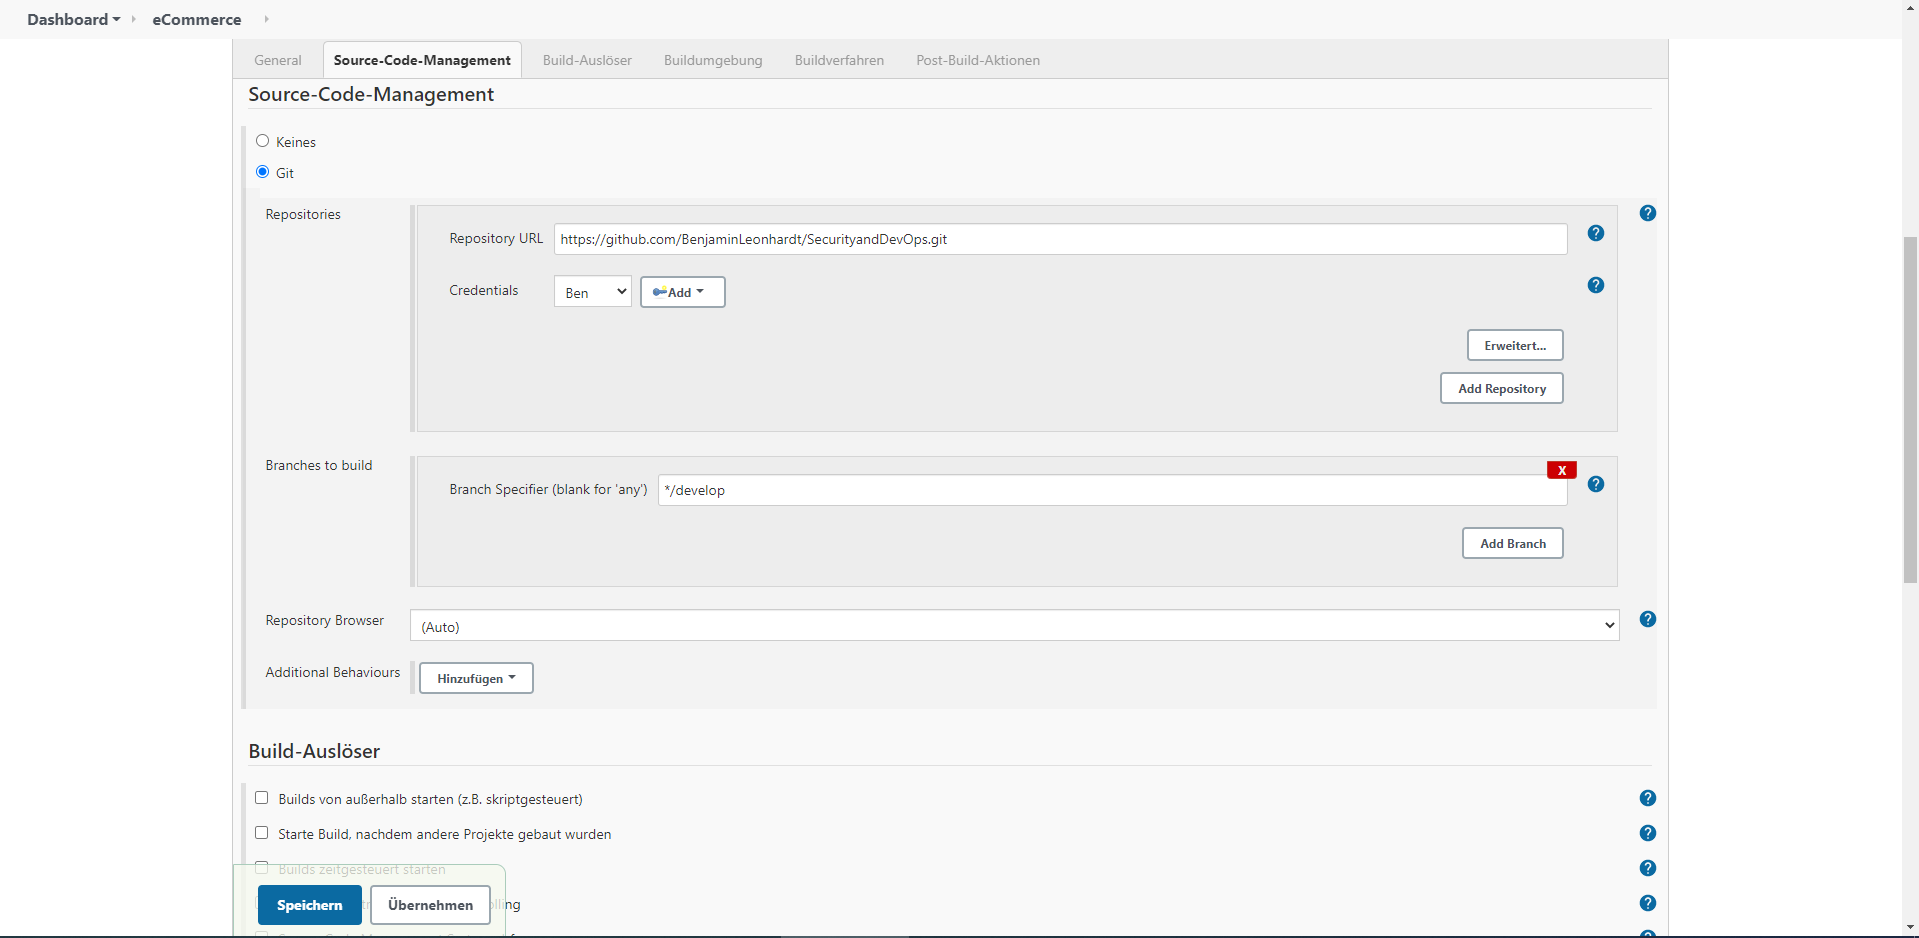 Dashboard eCommerce
General Source-Code-Management Build-Auslöser Buildumgebung Buildverfahren Post-Build-Aktionen
Source-Code-Management
Keines
Git
Repositories
Repository URL https://github.com/BenjaminLeonhardt/SecurityandDevOps.git
Credentials Ben Add
Erweitert...
Add Repository
Branches to build
X
Branch Specifier (blank for 'any') */develop
Add Branch
Repository Browser (Auto)
Additional Behaviours Hinzufügen
Build-Auslöser
Builds von außerhalb starten (z.B. skriptgesteuert)
Starte Build, nachdem andere Projekte gebaut wurden
Builds zeitgesteuert starten
Speichern Übernehmen